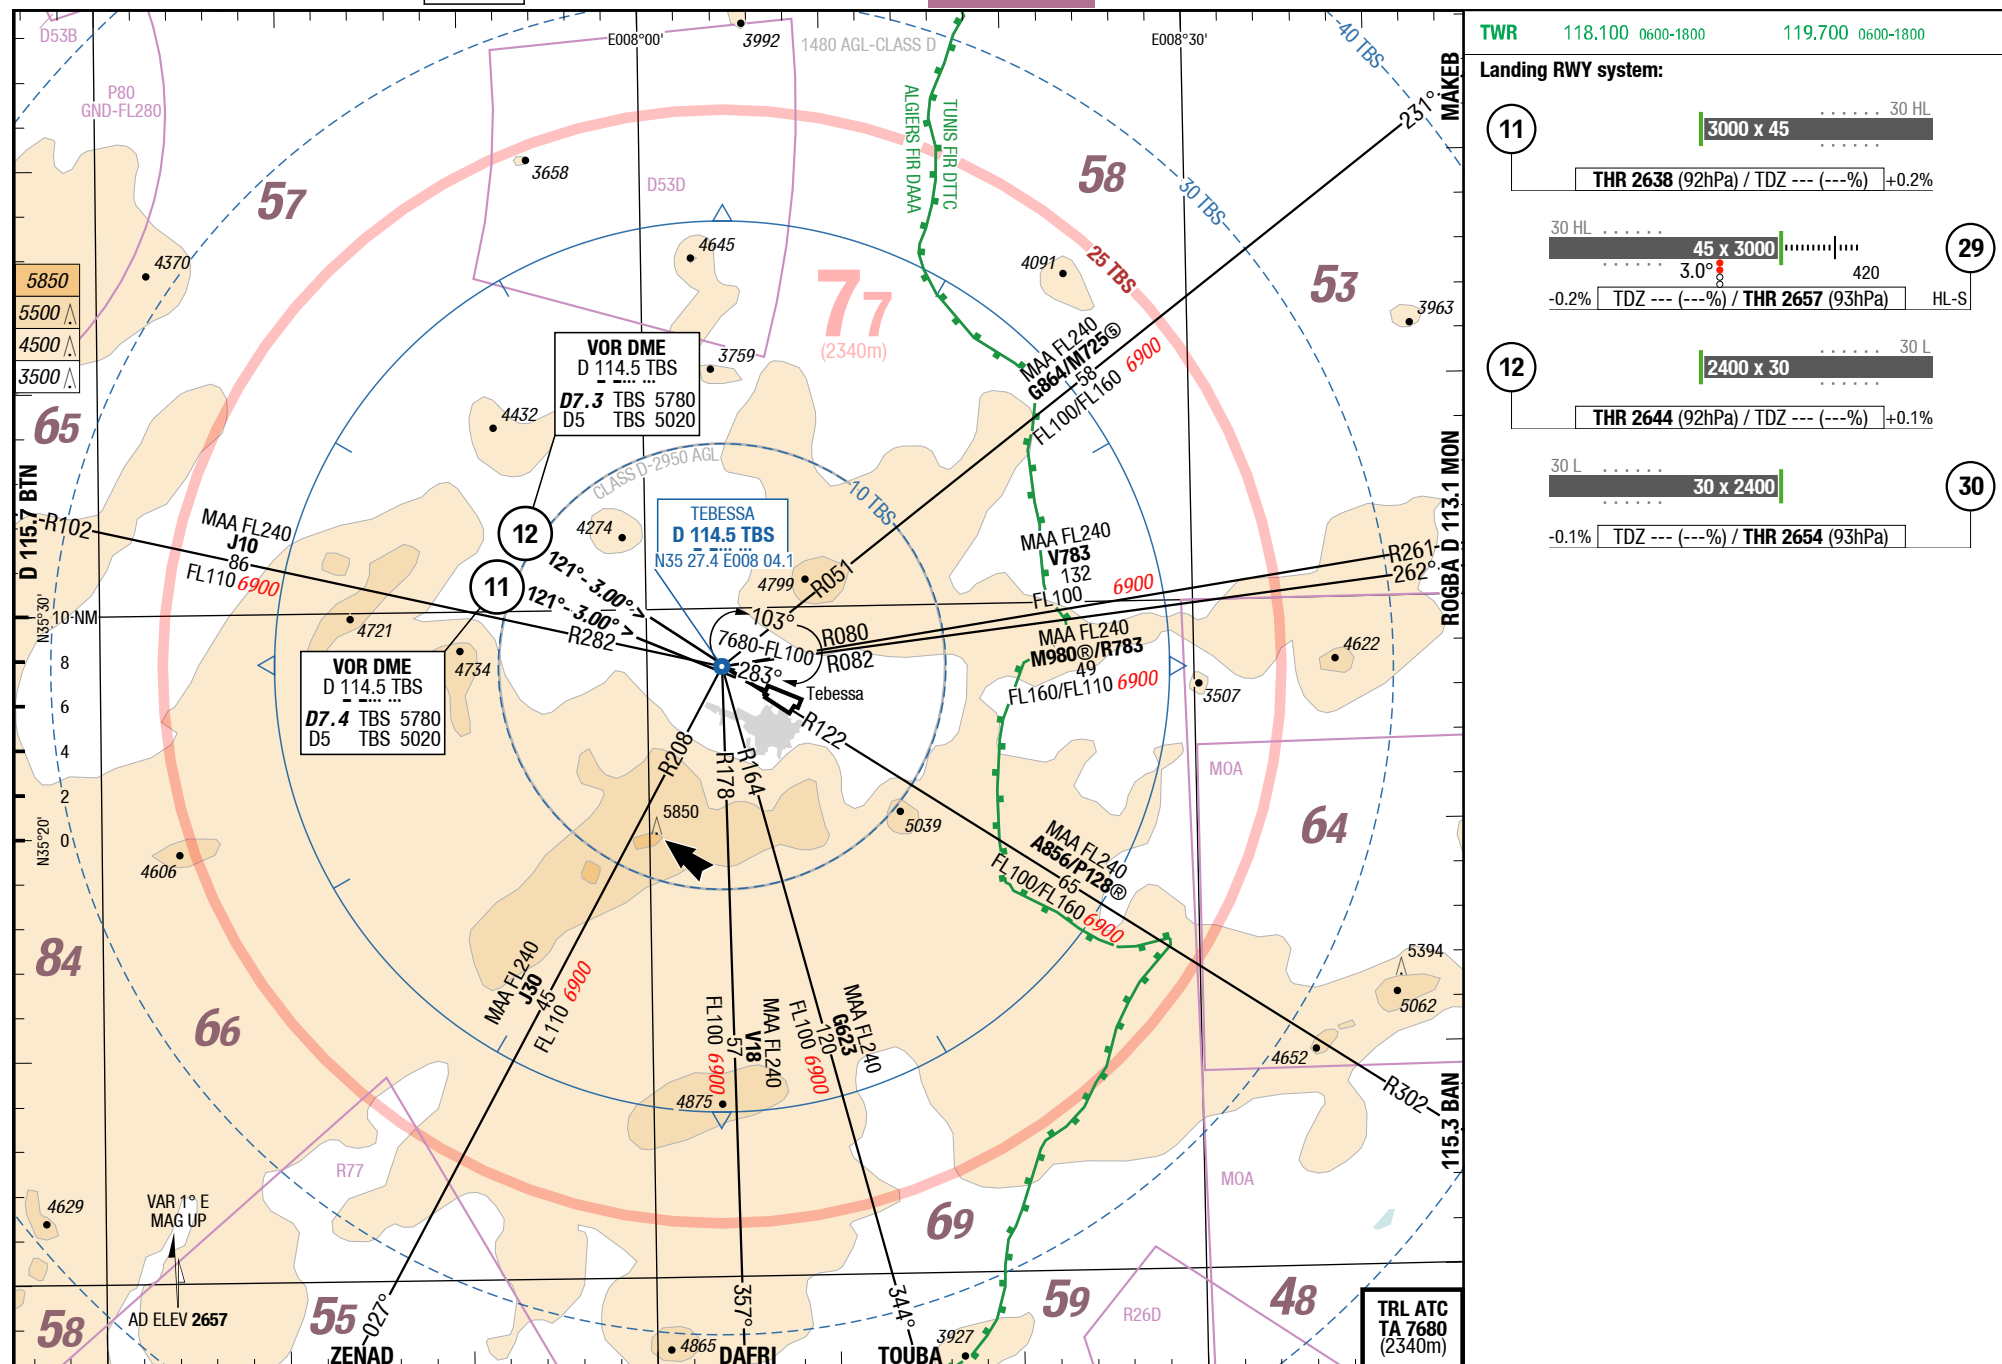 D53B
3992
1480 AGL-CLASS D
E008°00'
E008°30'
40 TBS
MAKEB
231°
P80
GND-FL280
ALGIERS FIR DAAA
TUNIS FIR DTTC
58
57
3658
D53D
30 TBS
4370
4645
77
(2340m)
25 TBS
4091
53
3963
5850
5500
4500
3500
65
VOR DME
D 114.5 TBS
D7.3 TBS 5780
D5 TBS 5020
3759
4432
MAA FL240
G864/M725⑤
58
FL100/FL160 6900
CLASS D-2950 AGL
10 TBS
D 115.7 BTN
R102
MAA FL240
J10
86
FL110 6900
12
4274
TEBESSA
D 114.5 TBS
N35 27.4 E008 04.1
4799
R051
MAA FL240
V783
132
FL100
6900
R261
262°
ROGBA D 113.1 MON
11
121° - 3.00° >
121° - 3.00° >
R282
N35°30'
10 NM
8
6
4
2
0
N35°20'
4721
4734
103°
7680-FL100
283°
R080
R082
MAA FL240
M980®/R783
49
FL160/FL110 6900
4622
3507
VOR DME
D 114.5 TBS
D7.4 TBS 5780
D5 TBS 5020
Tebessa
R122
R208
R178
R164
MOA
5850
5039
64
4606
MAA FL240
A856/P128®
65
FL100/FL160 6900
84
66
MAA FL240
J30
45
FL110 6900
FL100 6900
57
V18
MAA FL240
FL100 6900
120
G623
MAA FL240
5394
5062
4652
R302
115.3 BAN
4875
R77
MOA
4629
VAR 1° E
MAG UP
69
AD ELEV 2657
58
55
027°
ZENAD
4865
357°
DAERI
344°
TOUBA
3927
59
R26D
48
TRL ATC
TA 7680
(2340m)
TWR 118.100 0600-1800 119.700 0600-1800
Landing RWY system:
11
30 HL
3000 x 45
THR 2638 (92hPa) / TDZ --- (---%) +0.2%
30 HL
45 x 3000
29
3.0°
420
-0.2% TDZ --- (---%) / THR 2657 (93hPa) HL-S
30 L
12
2400 x 30
THR 2644 (92hPa) / TDZ --- (---%) +0.1%
30 L
30 x 2400
30
-0.1% TDZ --- (---%) / THR 2654 (93hPa)